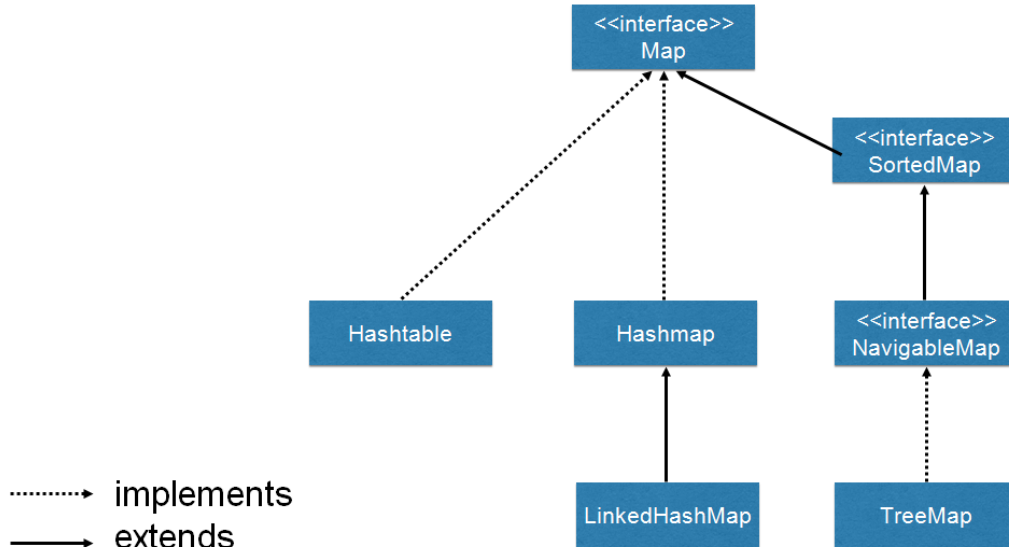 <<interface>>
Map
<<interface>>
SortedMap
Hashtable
Hashmap
<<interface>>
NavigableMap
implements
LinkedHashMap
TreeMap
extends